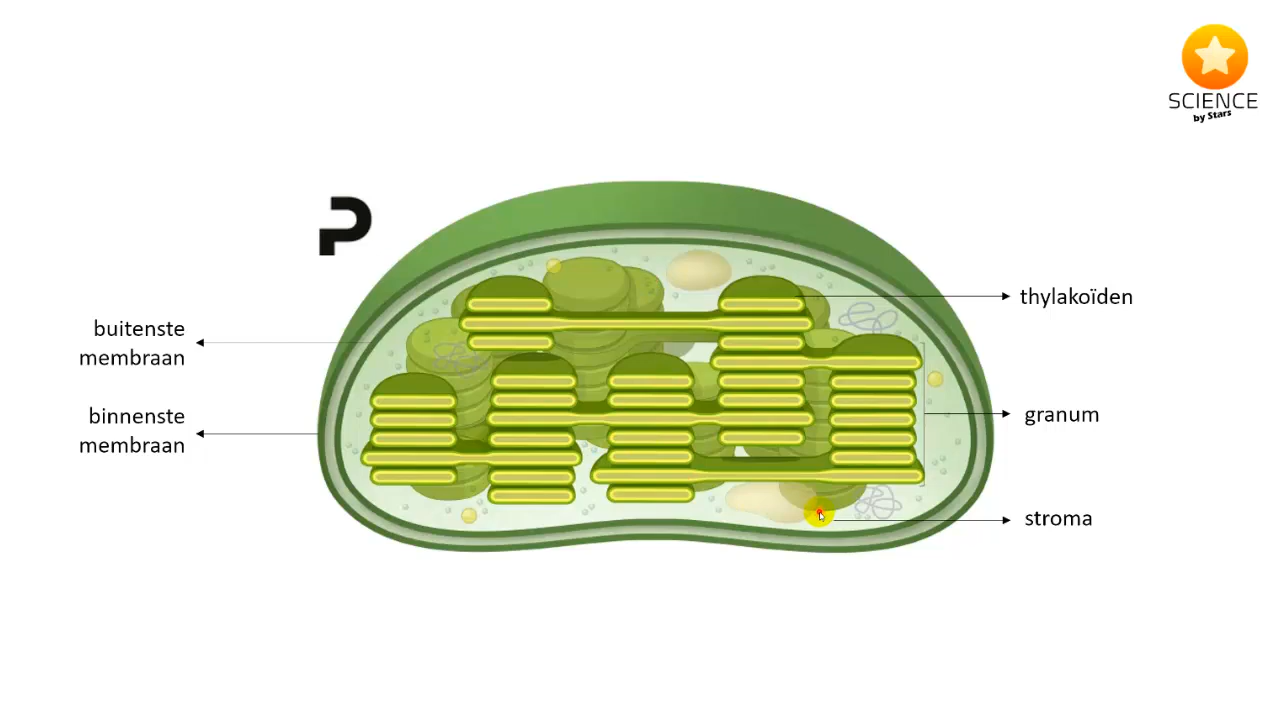 SCIENCE
by Stars
P
buitenste
membraan
binnenste
membraan
thylakoïden
granum
stroma